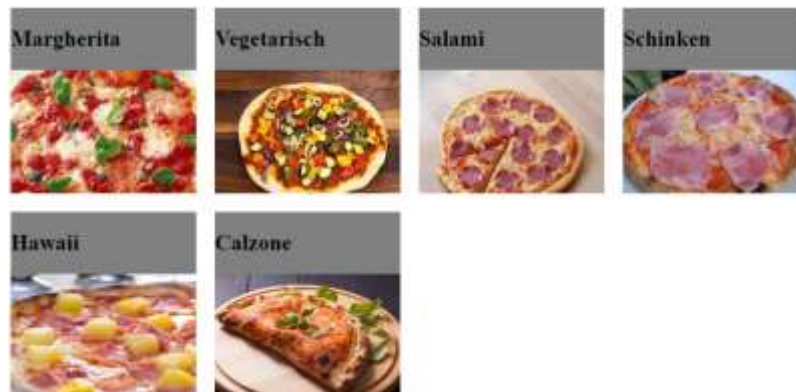 Margherita
Vegetarisch
Salami
Schinken
Hawaii
Calzone